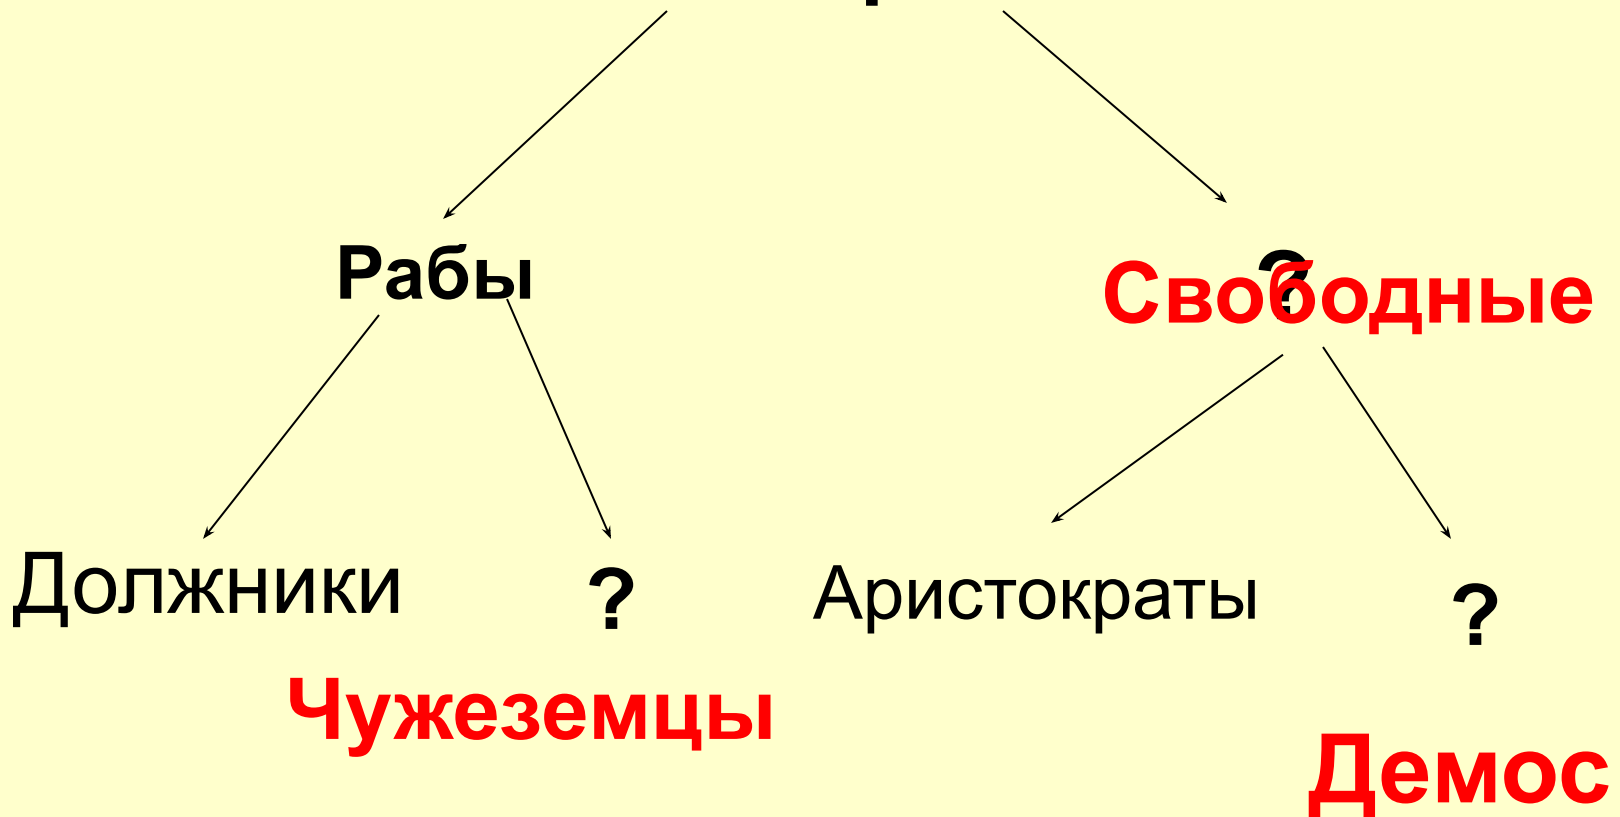 Рабы
?
Свободные
Должники
?
Аристократы
?
Чужеземцы
Демос